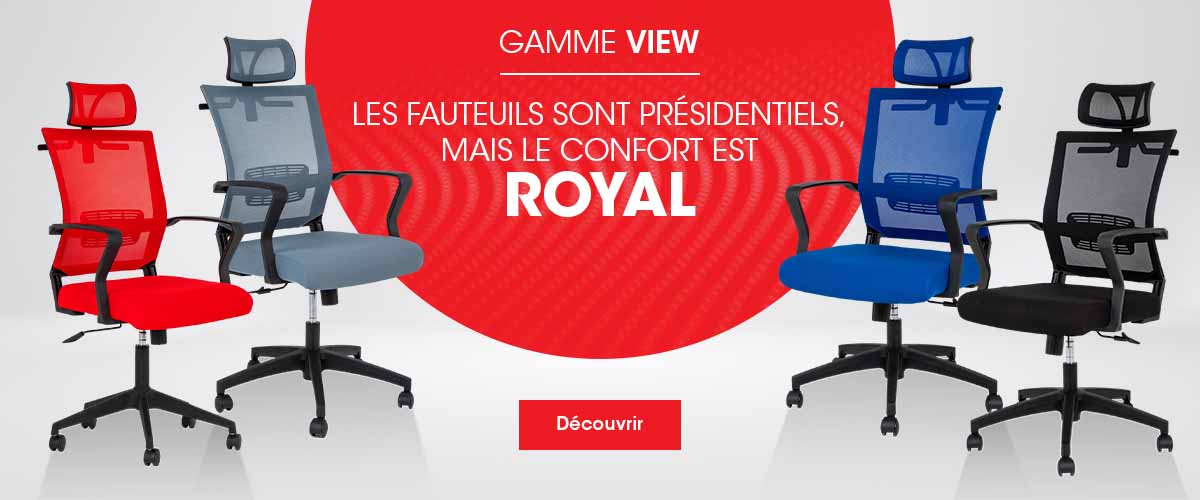 GAMME VIEW
LES FAUTEUILS SONT PRÉSIDENTIELS,
MAIS LE CONFORT EST
ROYAL
Découvrir